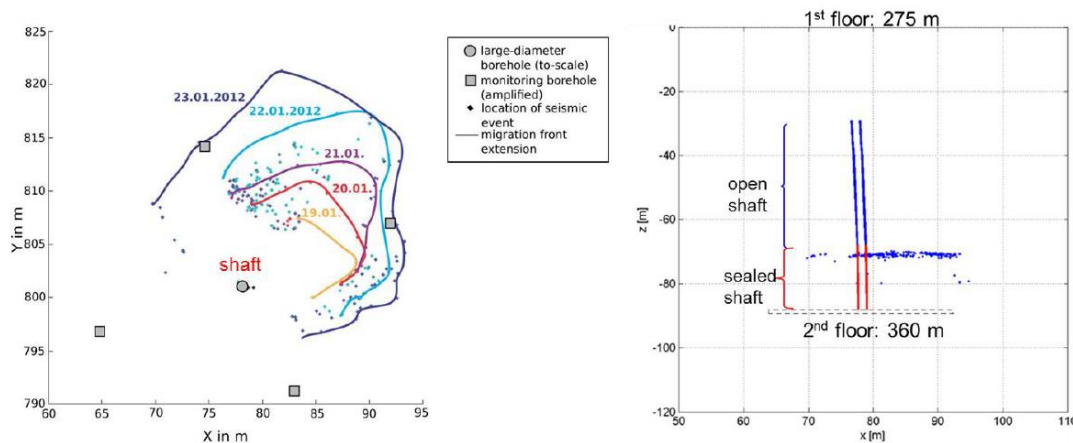 825
820
815
810
805
800
795
790
60
65
70
75
80
85
90
95
Y in m
X in m
23.01.2012
22.01.2012
21.01.
20.01.
19.01.
shaft
large-diameter
borehole (to-scale)
monitoring borehole
(amplified)
location of seismic
event
migration front
extension
1st floor: 275 m
0
-20
-40
-60
-80
-100
-120
z [m]
open
shaft
sealed
shaft
2nd floor: 360 m
50
60
70
80
90
100
110
x [m]